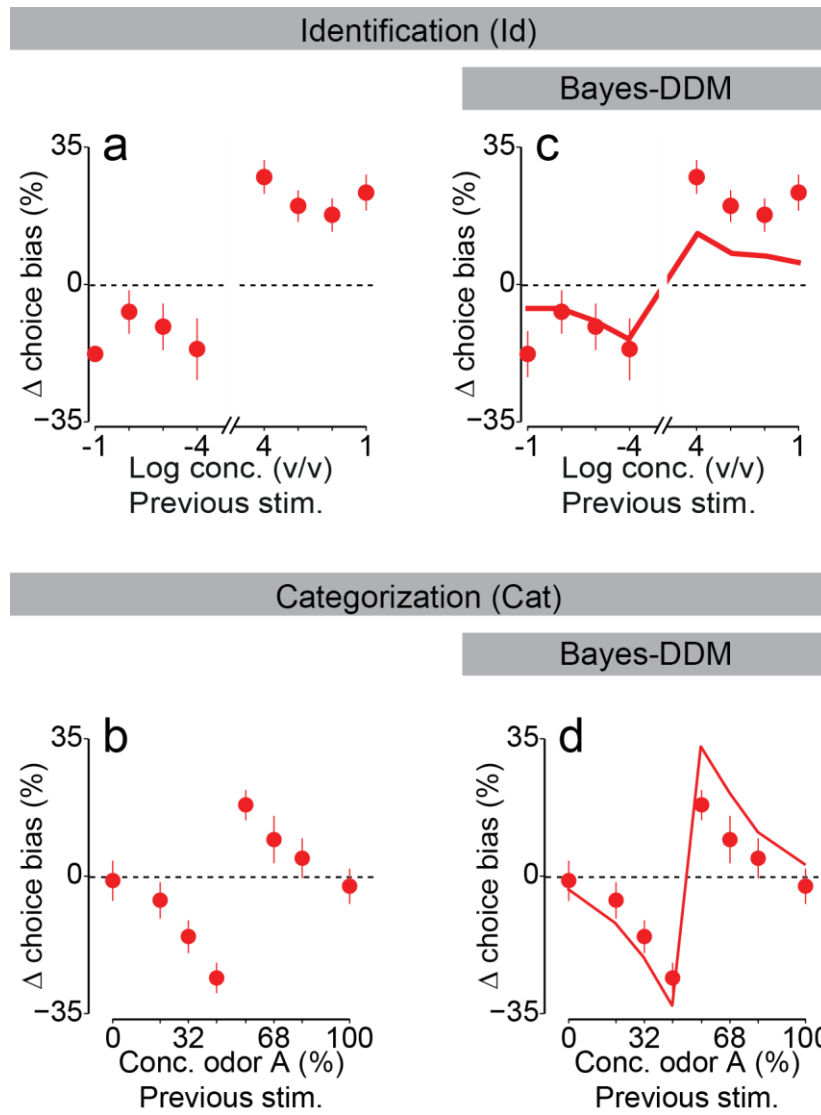 Identification (Id)
Bayes-DDM
a
c
35
0
−35
Δ choice bias (%)
-1
-4
4
1
Log conc. (v/v)
Previous stim.
35
0
−35
Δ choice bias (%)
-1
-4
4
1
Log conc. (v/v)
Previous stim.
Categorization (Cat)
Bayes-DDM
b
d
35
0
−35
Δ choice bias (%)
0
32
68
100
Conc. odor A (%)
Previous stim.
35
0
−35
Δ choice bias (%)
0
32
68
100
Conc. odor A (%)
Previous stim.